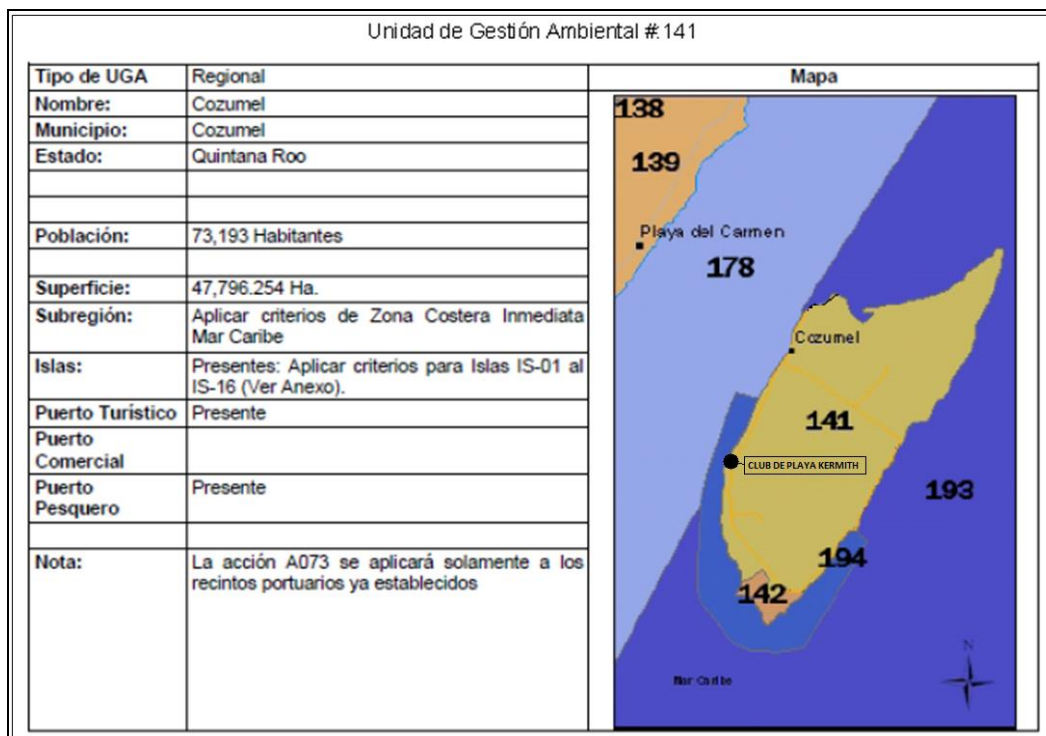 Unidad de Gestión Ambiental #:141
Tipo de UGA Regional Mapa
Nombre: Cozumel
Municipio: Cozumel
Estado: Quintana Roo
Población: 73,193 Habitantes
Superficie: 47,796.254 Ha.
Subregión: Aplicar criterios de Zona Costera Inmediata
Mar Caribe
Islas: Presentes: Aplicar criterios para Islas IS-01 al
IS-16 (Ver Anexo).
Puerto Turístico Presente
Puerto
Comercial
Puerto Presente
Pesquero
Nota: La acción A073 se aplicará solamente a los
recintos portuarios ya establecidos
138
139
Playa del Carmen
178
Cozumel
141
CLUB DE PLAYA KERMITH
193
194
142
Mar Caribe
N